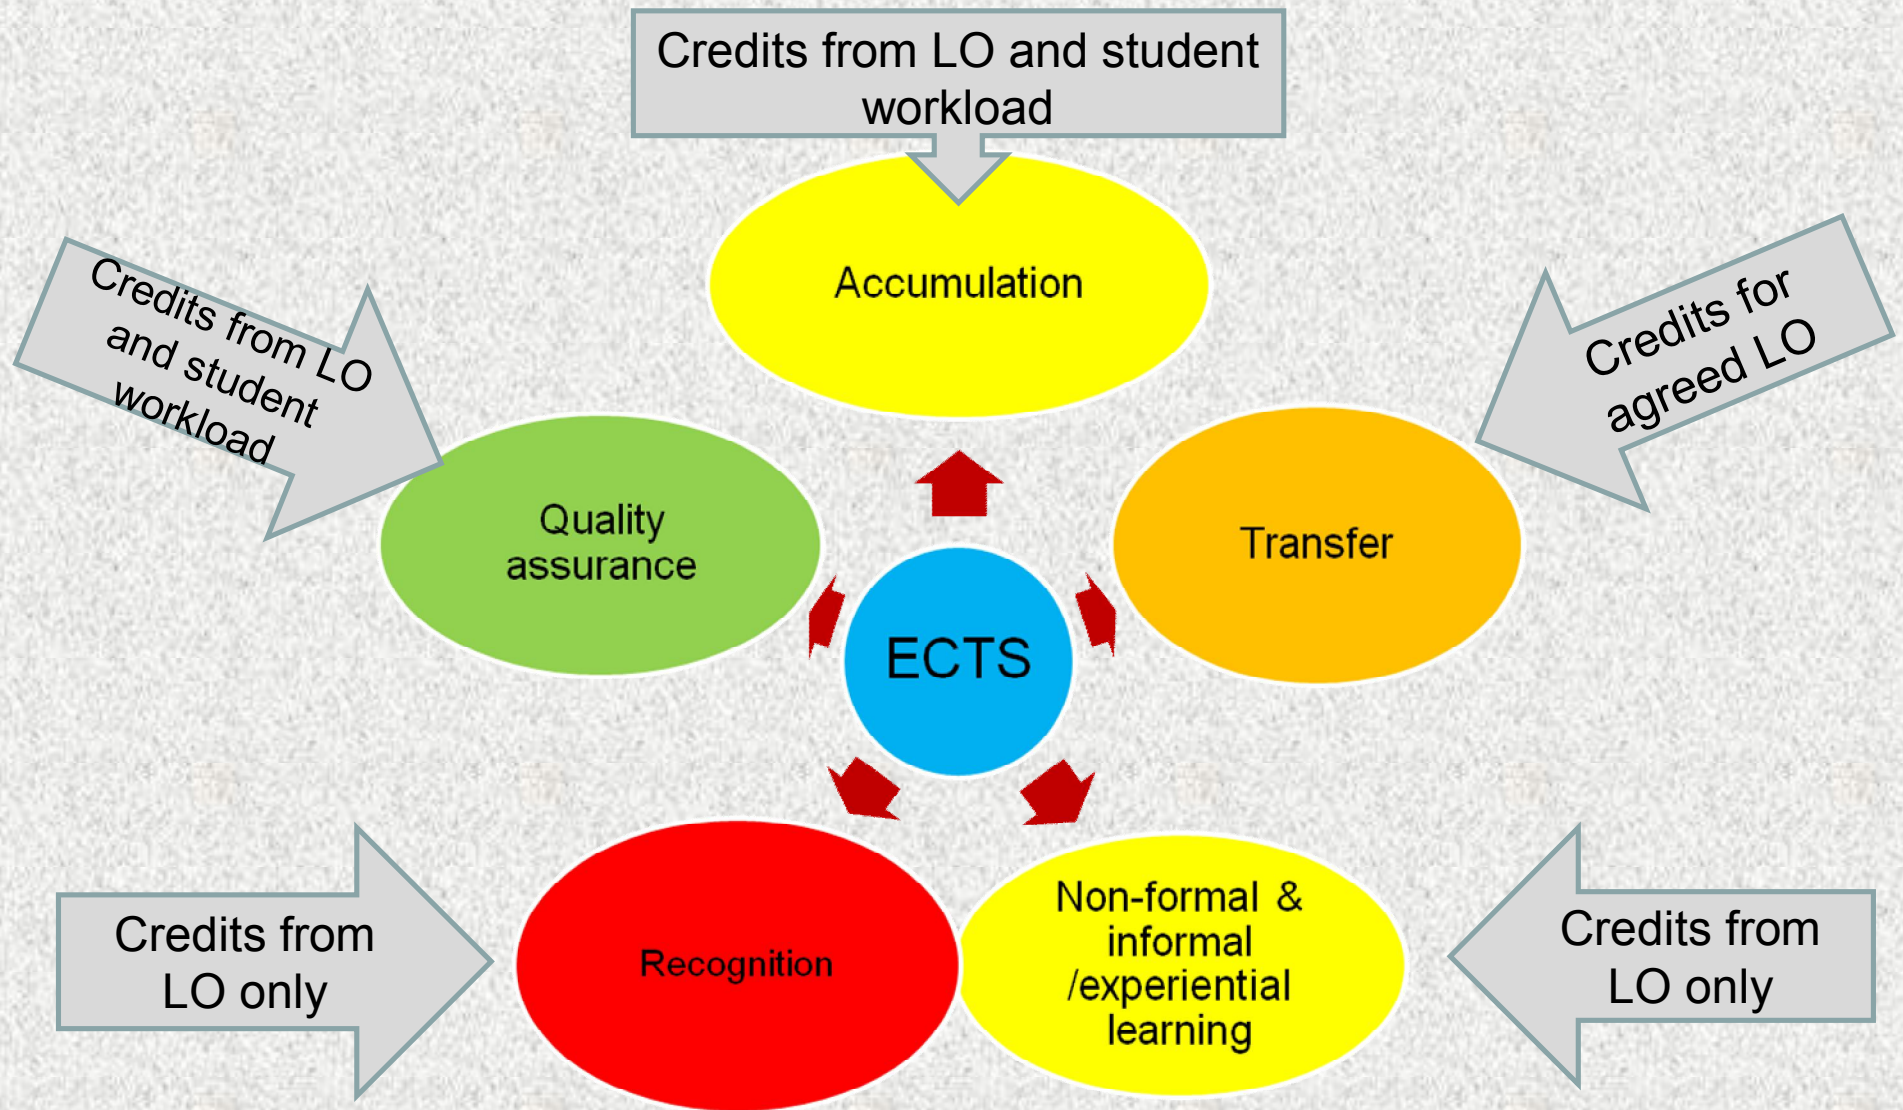 Credits from LO and student
workload
Accumulation
Credits from LO
and student
workload
Credits for
agreed LO
Quality
assurance
Transfer
ECTS
Credits from
LO only
Recognition
Non-formal &
informal
/experiential
learning
Credits from
LO only